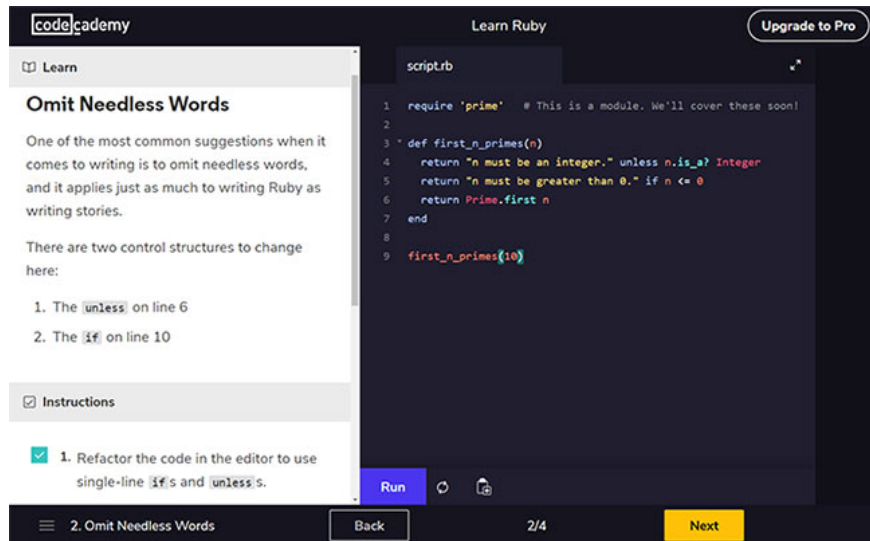 codecademy
Learn Ruby
Upgrade to Pro
Learn
Omit Needless Words
One of the most common suggestions when it
comes to writing is to omit needless words,
and it applies just as much to writing Ruby as
writing stories.
There are two control structures to change
here:
1. The unless on line 6
2. The if on line 10
Instructions
1. Refactor the code in the editor to use
single-line if s and unless s.
script.rb
1 require 'prime' # This is a module. We'll cover these soon!
2
3 def first_n_primes(n)
4 return "n must be an integer." unless n.is_a? Integer
5 return "n must be greater than 0." if n <= 0
6 return Prime.first n
7 end
8
9 first_n_primes(10)
Run
2. Omit Needless Words
Back
2/4
Next